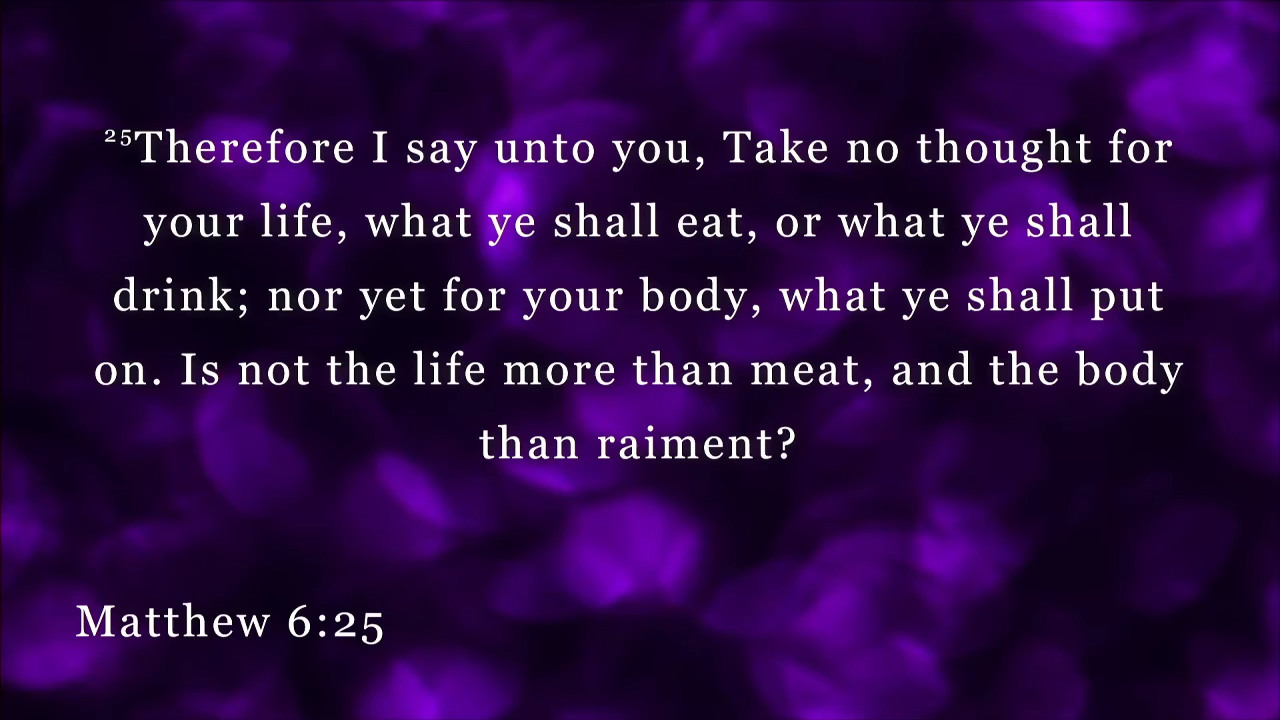 ²⁵Therefore I say unto you, Take no thought for
your life, what ye shall eat, or what ye shall
drink; nor yet for your body, what ye shall put
on. Is not the life more than meat, and the body
than raiment?
Matthew 6:25